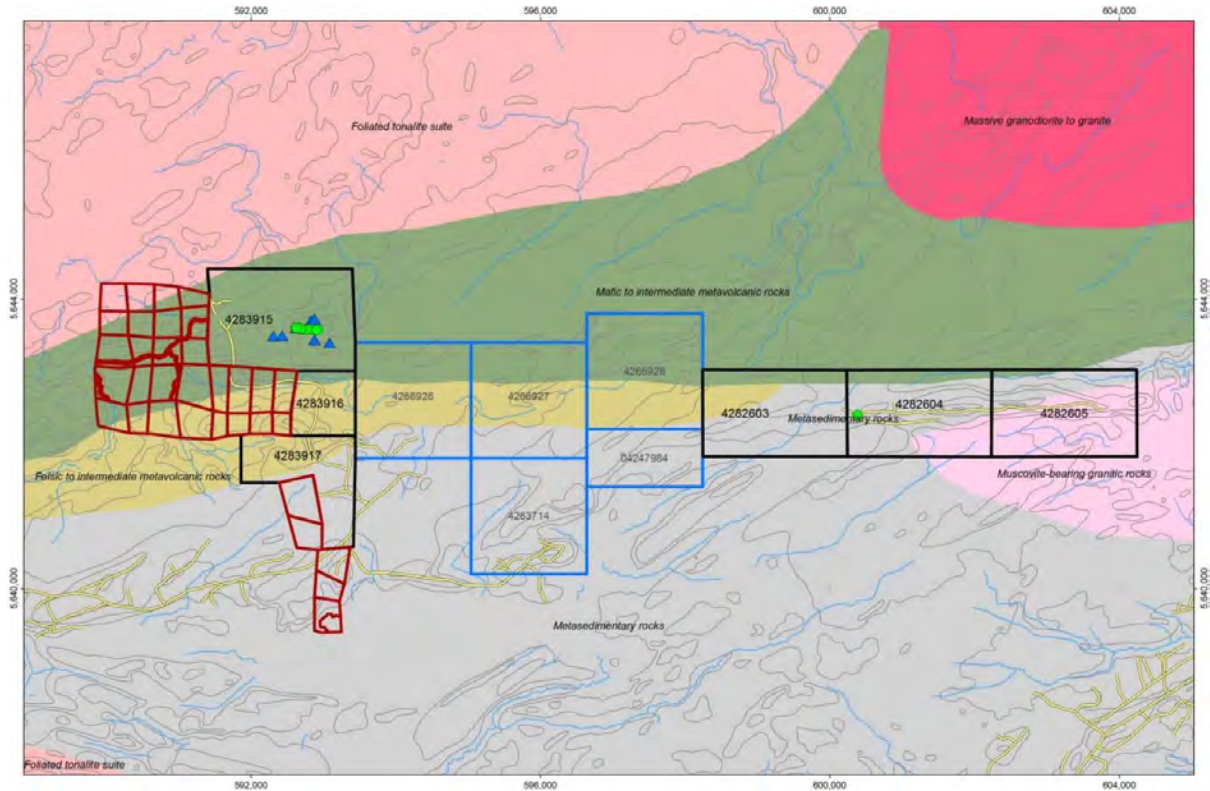 592,000
596,000
600,000
604,000
Foliated tonalite suite
Massive granodiorite to granite
5,644,000
5,644,000
Mafic to intermediate metavolcanic rocks
4283915
4266928
4266926
4266927
4283916
4282603
4282604
4282605
Metasedimentary rocks
4283917
04247984
Felsic to intermediate metavolcanic rocks
Muscovite-bearing granitic rocks
4263714
5,640,000
5,640,000
Metasedimentary rocks
Foliated tonalite suite
592,000
596,000
600,000
604,000